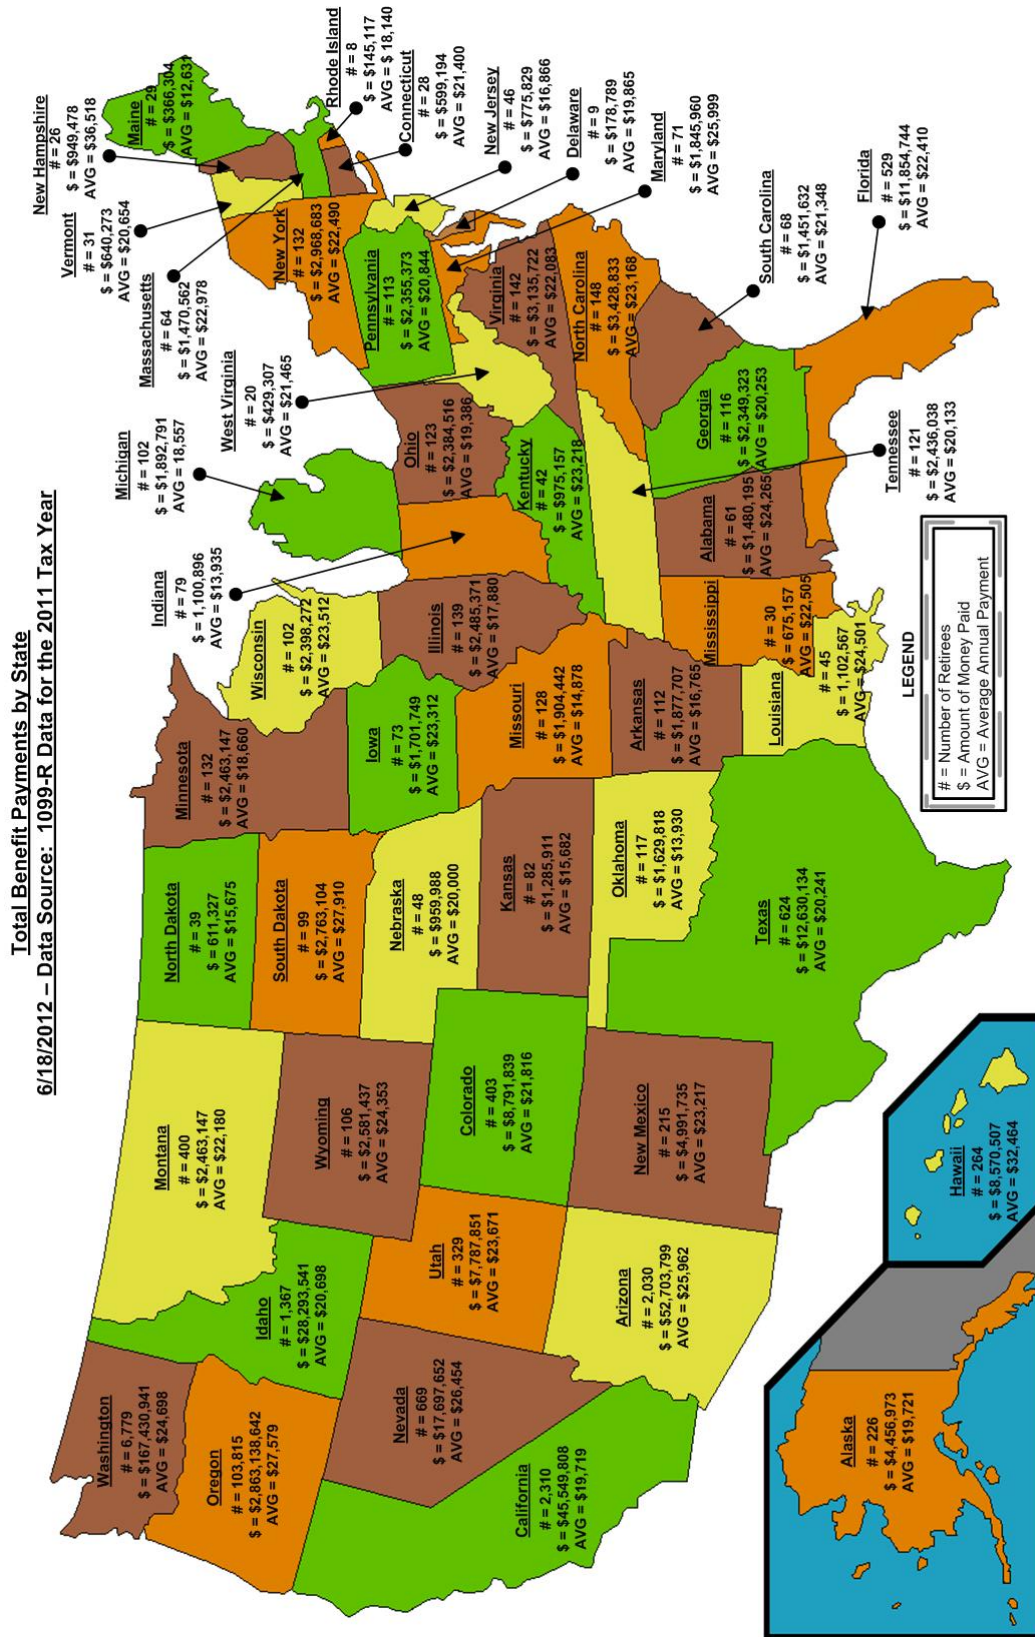 Total Benefit Payments by State
6/18/2012 – Data Source:  1099-R Data for the 2011 Tax Year
Washington
# = 6,779
$ = $167,430,941
AVG = $24,698
Oregon
# = 103,815
$ = $2,863,138,642
AVG = $27,579
California
# = 2,310
$ = $45,549,808
AVG = $19,719
Nevada
# = 669
$ = $17,697,652
AVG = $26,454
Idaho
# = 1,367
$ = $28,293,541
AVG = $20,698
Montana
# = 400
$ = $2,463,147
AVG = $22,180
Wyoming
# = 106
$ = $2,581,437
AVG = $24,353
Utah
# = 329
$ = $7,787,851
AVG = $23,671
Arizona
# = 2,030
$ = $52,703,799
AVG = $25,962
Colorado
# = 403
$ = $8,791,839
AVG = $21,816
New Mexico
# = 215
$ = $4,991,735
AVG = $23,217
North Dakota
# = 39
$ = 611,327
AVG = $15,675
South Dakota
# = 99
$ = $2,763,104
AVG = $27,910
Nebraska
# = 48
$ = $959,988
AVG = $20,000
Kansas
# = 82
$ = $1,285,911
AVG = $15,682
Oklahoma
# = 117
$ = $1,629,818
AVG = $13,930
Texas
# = 624
$ = $12,630,134
AVG = $20,241
Minnesota
# = 132
$ = $2,463,147
AVG = $18,660
Iowa
# = 73
$ = $1,701,749
AVG = $23,312
Missouri
# = 128
$ = $1,904,442
AVG = $14,878
Arkansas
# = 112
$ = $1,877,707
AVG = $16,765
Louisiana
# = 45
$ = $1,102,567
AVG = $24,501
Wisconsin
# = 102
$ = $2,398,272
AVG = $23,512
Illinois
# = 139
$ = $2,485,371
AVG = $17,880
Mississippi
# = 30
$ = 675,157
AVG = $22,505
Indiana
# = 79
$ = 1,100,896
AVG = $13,935
Michigan
# = 102
$ = $1,892,791
AVG = 18,557
Ohio
# = 123
$ = $2,384,516
AVG = $19,386
Kentucky
# = 42
$ = $975,157
AVG = $23,218
Tennessee
# = 121
$ = $2,436,038
AVG = $20,133
Alabama
# = 61
$ = $1,480,195
AVG = $24,265
Georgia
# = 116
$ = $2,349,323
AVG = $20,253
Florida
# = 529
$ = $11,854,744
AVG = $22,410
South Carolina
# = 68
$ = $1,451,632
AVG = $21,348
North Carolina
# = 148
$ = $3,428,833
AVG = $23,168
Virginia
# = 142
$ = $3,135,722
AVG = $22,083
West Virginia
# = 20
$ = $429,307
AVG = $21,465
Pennsylvania
# = 113
$ = $2,355,373
AVG = $20,844
New York
# = 132
$ = $2,968,683
AVG = $22,490
Massachusetts
# = 64
$ = $1,470,562
AVG = $22,978
Vermont
# = 31
$ = $640,273
AVG = $20,654
New Hampshire
# = 26
$ = $949,478
AVG = $36,518
Maine
# = 29
$ = $366,304
AVG = $12,631
Rhode Island
# = 8
$ = $145,117
AVG = $ 18,140
Connecticut
# = 28
$ = $599,194
AVG = $21,400
New Jersey
# = 46
$ = $775,829
AVG = $16,866
Delaware
# = 9
$ = $178,789
AVG = $19,865
Maryland
# = 71
$ = $1,845,960
AVG = $25,999
Alaska
# = 226
$ = $4,456,973
AVG = $19,721
Hawaii
# = 264
$ = $8,570,507
AVG = $32,464
LEGEND
# = Number of Retirees
$ = Amount of Money Paid
AVG = Average Annual Payment